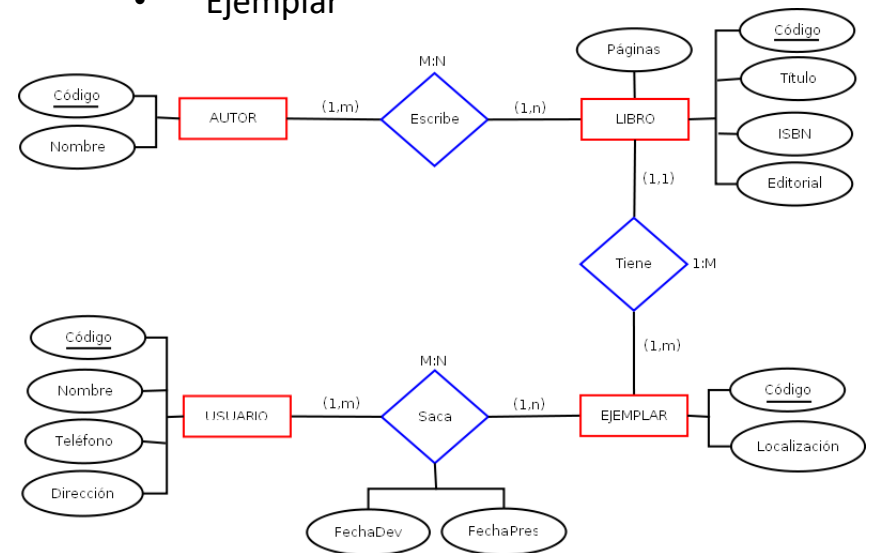 • Ejemplar
Páginas
Código
M:N
Título
Código
(1,m)
(1,n)
AUTOR
Escribe
LIBRO
Nombre
ISBN
(1,1)
Editorial
Tiene
1:M
Código
(1,m)
M:N
Nombre
Código
(1,m)
(1,n)
USUARIO
Saca
EJEMPLAR
Teléfono
Localización
Dirección
FechaDev
FechaPres